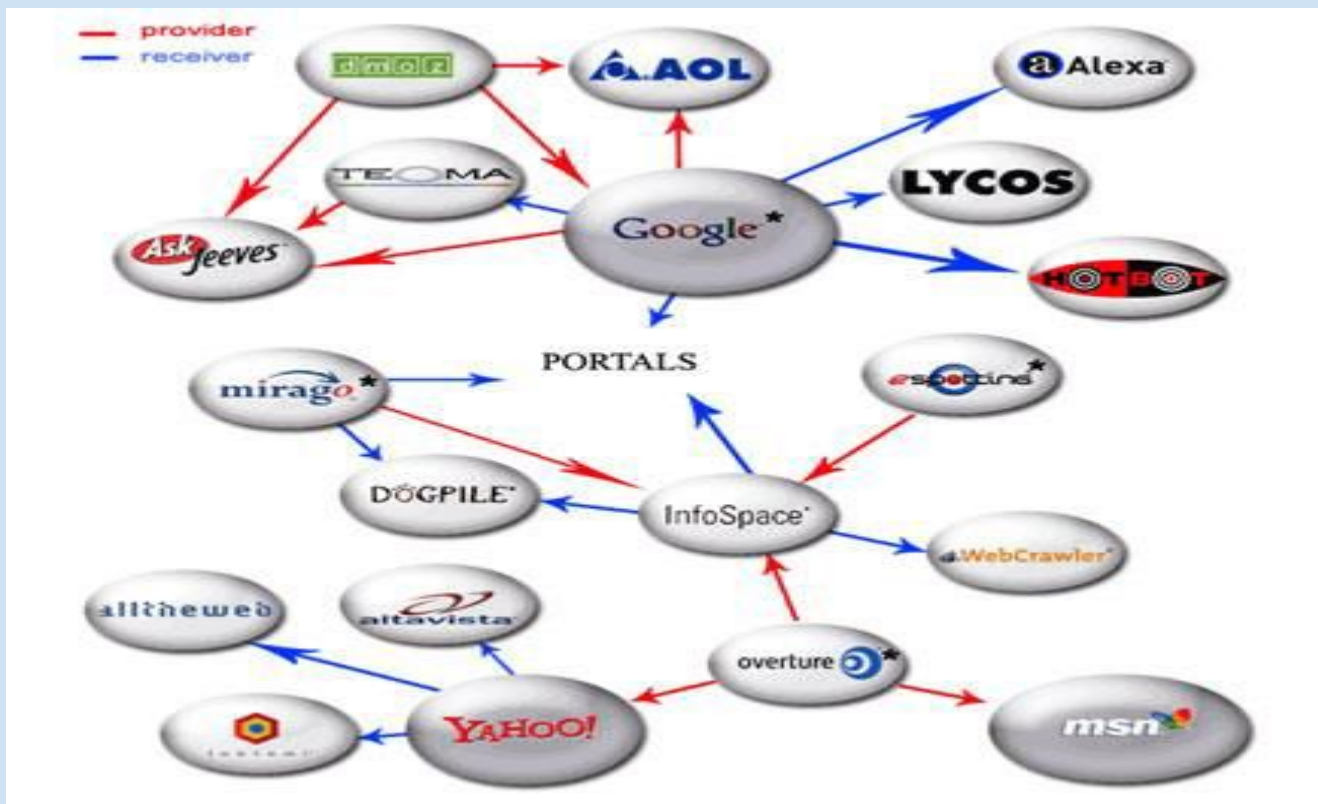 provider
receiver
dmoz
AOL
Alexa
TEOMA
LYCOS
Google*
Ask Jeeves
HOTBOT
PORTALS
mirago*
espotting*
DOGPILE
InfoSpace
WebCrawler
alltheweb
altavista
overture*
YAHOO!
msn